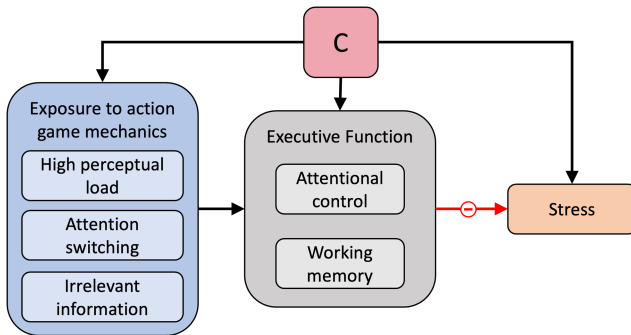 C
Exposure to action
game mechanics
High perceptual
load
Attention
switching
Irrelevant
information
Executive Function
Attentional
control
Working
memory
Stress